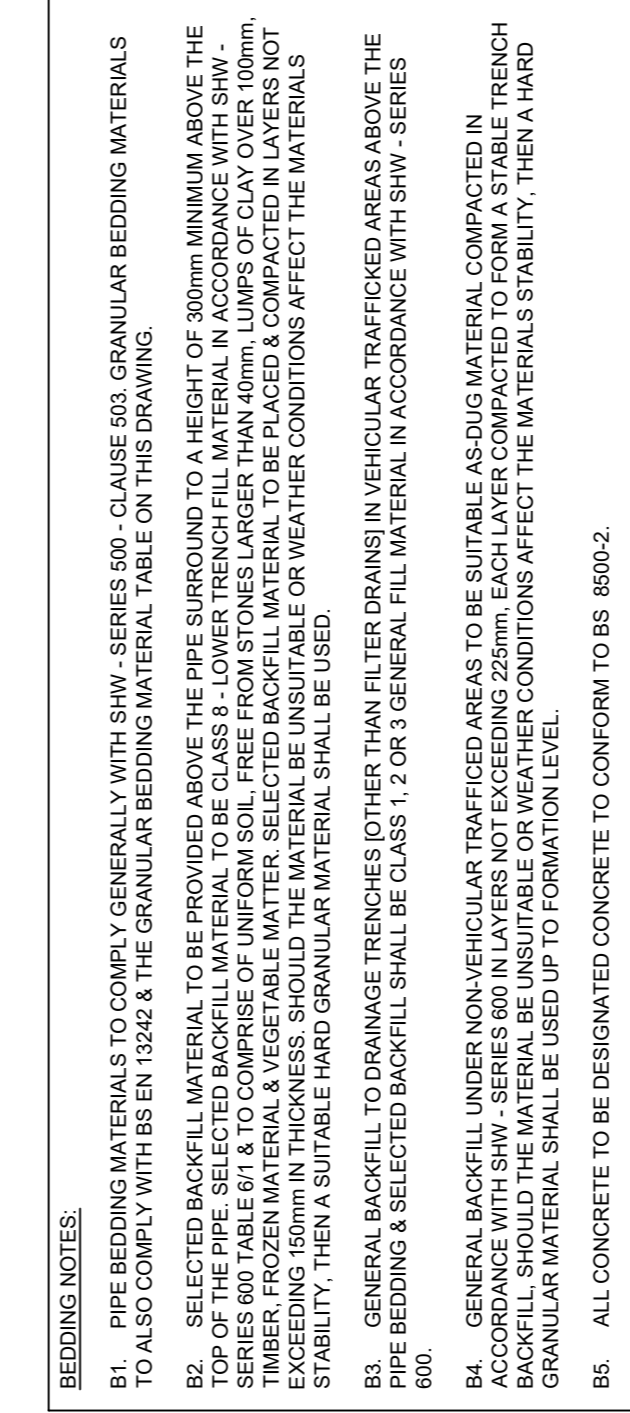 BEDDING NOTES:
B1. PIPE BEDDING MATERIALS TO COMPLY GENERALLY WITH SHW - SERIES 500 - CLAUSE 503. GRANULAR BEDDING MATERIALS
TO ALSO COMPLY WITH BS EN 13242 & THE GRANULAR BEDDING MATERIAL TABLE ON THIS DRAWING.
B2. SELECTED BACKFILL MATERIAL TO BE PROVIDED ABOVE THE PIPE SURROUND TO A HEIGHT OF 300mm MINIMUM ABOVE THE
TOP OF THE PIPE. SELECTED BACKFILL MATERIAL TO BE CLASS 8 - LOWER TRENCH FILL MATERIAL IN ACCORDANCE WITH SHW -
SERIES 600 TABLE 6/1 & TO COMPRISE OF UNIFORM SOIL, FREE FROM STONES LARGER THAN 40mm, LUMPS OF CLAY OVER 100mm,
TIMBER, FROZEN MATERIAL & VEGETABLE MATTER. SELECTED BACKFILL MATERIAL TO BE PLACED & COMPACTED IN LAYERS NOT
EXCEEDING 150mm IN THICKNESS. SHOULD THE MATERIAL BE UNSUITABLE OR WEATHER CONDITIONS AFFECT THE MATERIALS
STABILITY, THEN A SUITABLE HARD GRANULAR MATERIAL SHALL BE USED.
B3. GENERAL BACKFILL TO DRAINAGE TRENCHES [OTHER THAN FILTER DRAINS] IN VEHICULAR TRAFFICKED AREAS ABOVE THE
PIPE BEDDING & SELECTED BACKFILL SHALL BE CLASS 1, 2 OR 3 GENERAL FILL MATERIAL IN ACCORDANCE WITH SHW - SERIES
600.
B4. GENERAL BACKFILL UNDER NON-VEHICULAR TRAFFICED AREAS TO BE SUITABLE AS-DUG MATERIAL COMPACTED IN
ACCORDANCE WITH SHW - SERIES 600 IN LAYERS NOT EXCEEDING 225mm, EACH LAYER COMPACTED TO FORM A STABLE TRENCH
BACKFILL, SHOULD THE MATERIAL BE UNSUITABLE OR WEATHER CONDITIONS AFFECT THE MATERIALS STABILITY, THEN A HARD
GRANULAR MATERIAL SHALL BE USED UP TO FORMATION LEVEL.
B5. ALL CONCRETE TO BE DESIGNATED CONCRETE TO CONFORM TO BS 8500-2.